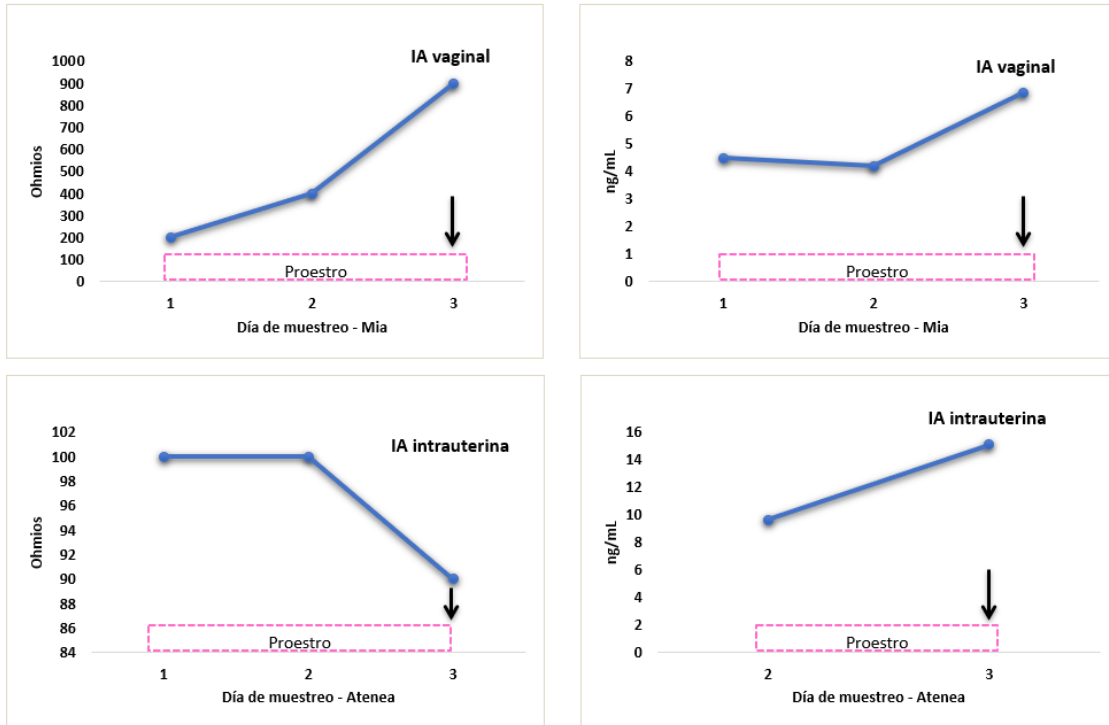 IA vaginal
Ohmios
1000
900
800
700
600
500
400
300
200
100
0
Proestro
1 2 3
Día de muestreo - Mia
IA vaginal
ng/mL
8
7
6
5
4
3
2
1
0
Proestro
1 2 3
Día de muestreo - Mia
IA intrauterina
Ohmios
102
100
98
96
94
92
90
88
86
84
Proestro
1 2 3
Día de muestreo - Atenea
IA intrauterina
ng/mL
16
14
12
10
8
6
4
2
0
Proestro
2 3
Día de muestreo - Atenea